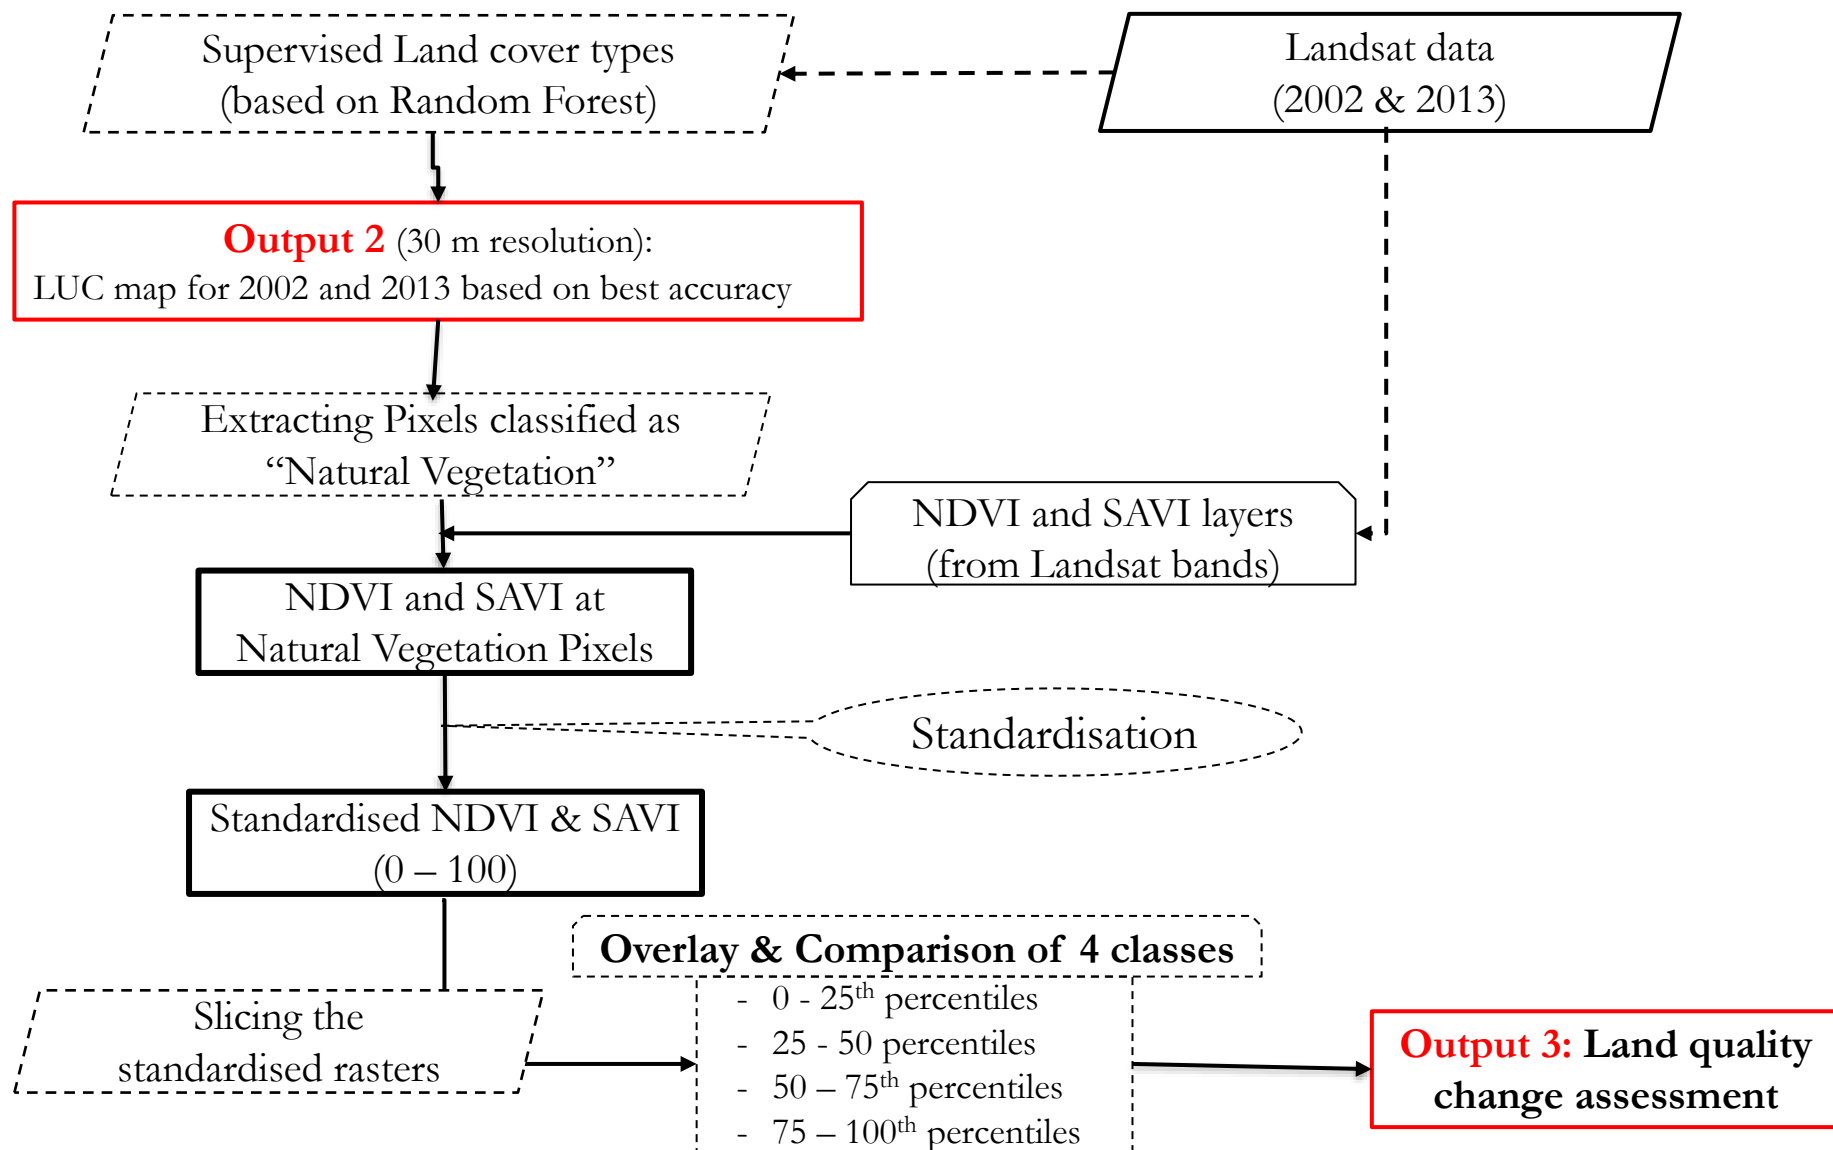 Supervised Land cover types
(based on Random Forest)
Landsat data
(2002 & 2013)
Output 2 (30 m resolution):
LUC map for 2002 and 2013 based on best accuracy
Extracting Pixels classified as
“Natural Vegetation”
NDVI and SAVI layers
(from Landsat bands)
NDVI and SAVI at
Natural Vegetation Pixels
Standardisation
Standardised NDVI & SAVI
(0 – 100)
Overlay & Comparison of 4 classes
- 0 - 25th percentiles
- 25 - 50 percentiles
- 50 – 75th percentiles
- 75 – 100th percentiles
Slicing the
standardised rasters
Output 3: Land quality
change assessment